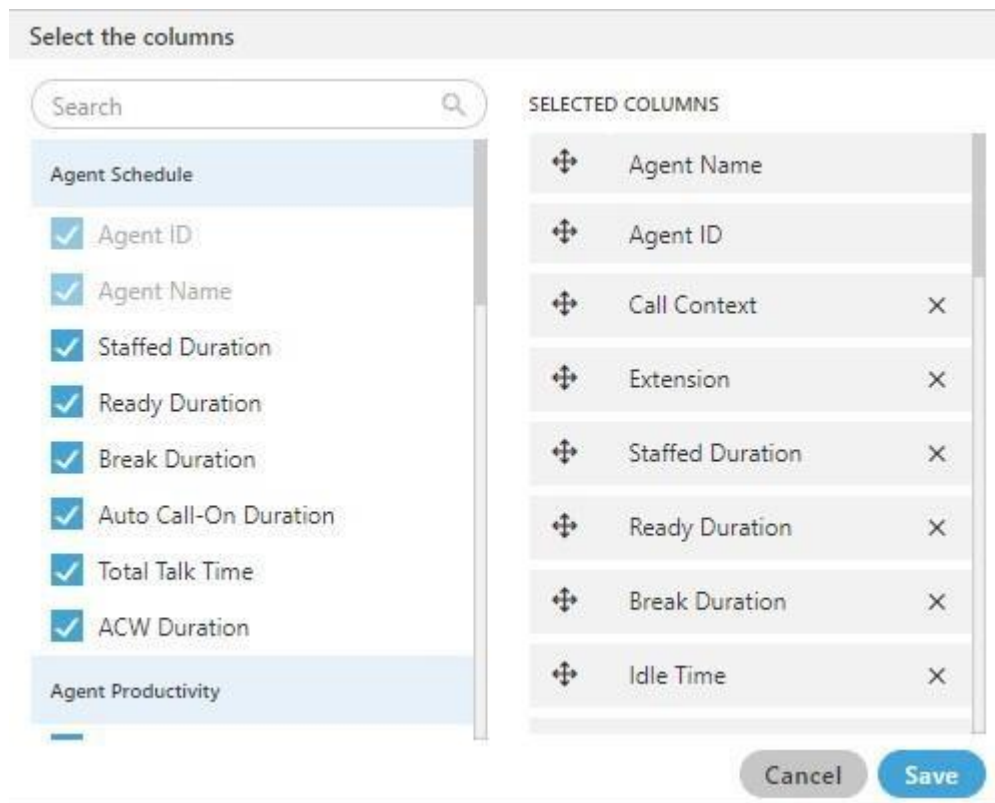 Select the columns
Search
Agent Schedule
Agent ID
Agent Name
Staffed Duration
Ready Duration
Break Duration
Auto Call-On Duration
Total Talk Time
ACW Duration
Agent Productivity
SELECTED COLUMNS
Agent Name
Agent ID
Call Context
Extension
Staffed Duration
Ready Duration
Break Duration
Idle Time
Cancel
Save